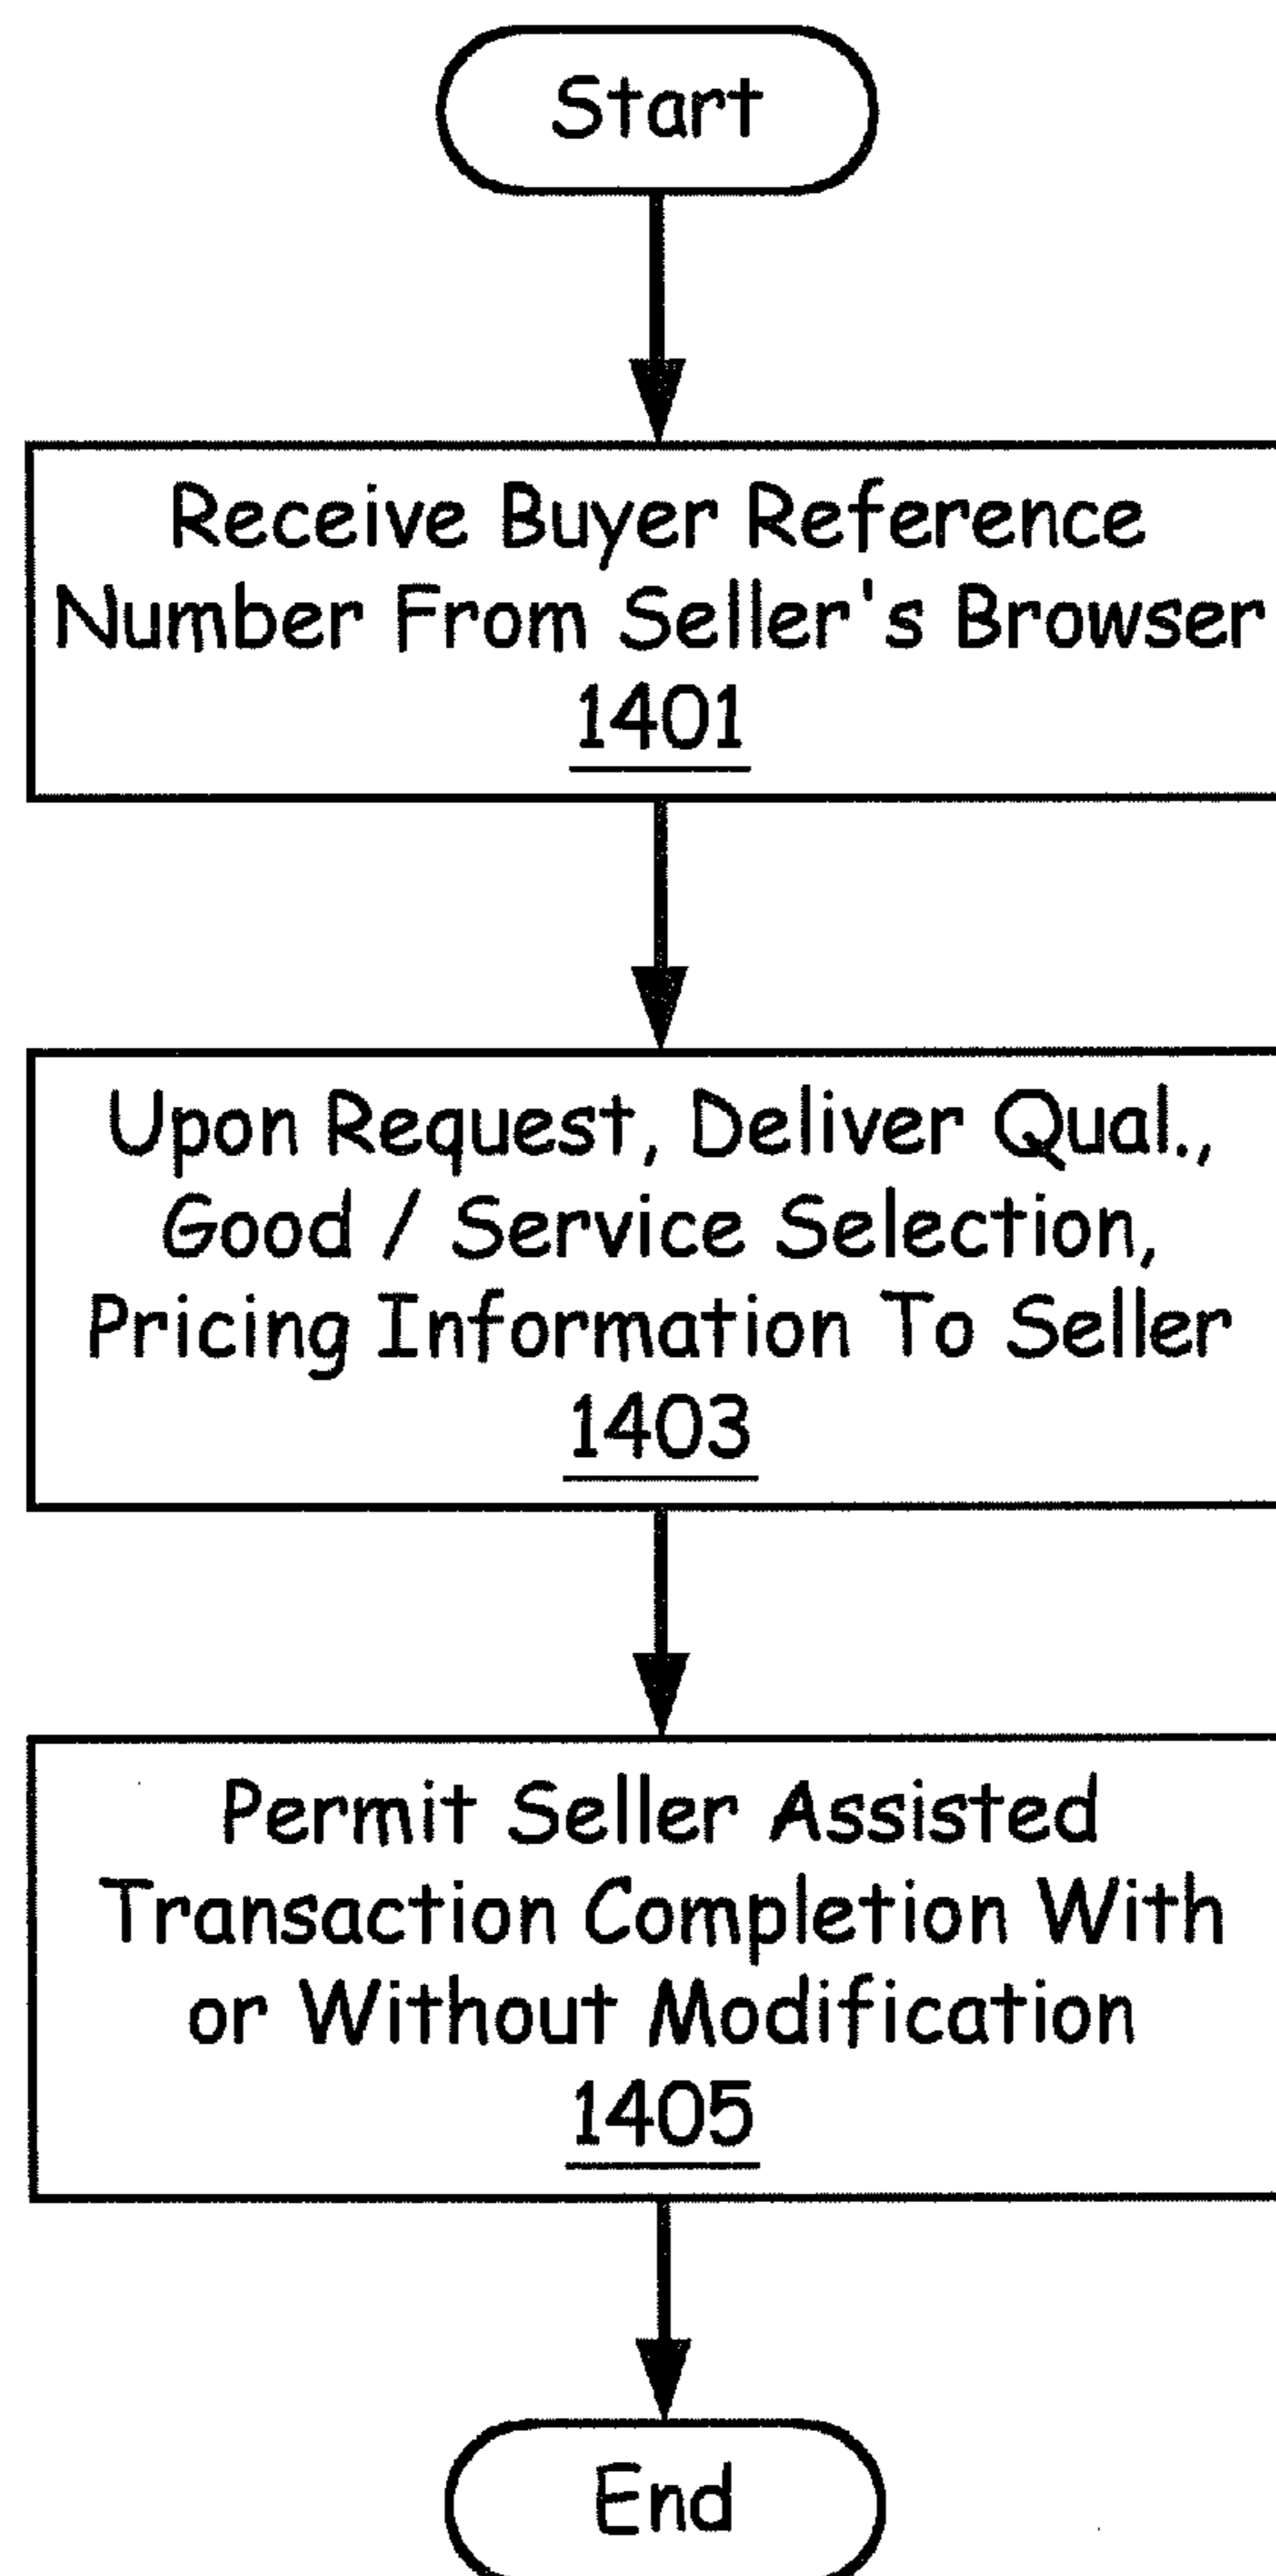 Start
Receive Buyer Reference
Number From Seller's Browser
1401
Upon Request, Deliver Qual.,
Good / Service Selection,
Pricing Information To Seller
1403
Permit Seller Assisted
Transaction Completion With
or Without Modification
1405
End